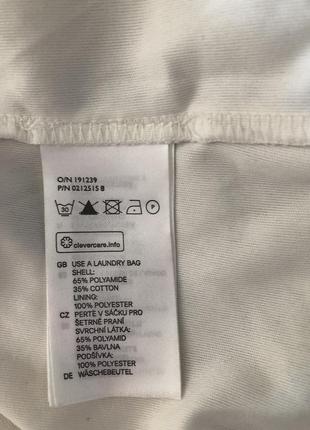 O/N 191239
P/N 0212515 B
30 P
clevercare.info
GB USE A LAUNDRY BAG
SHELL:
65% POLYAMIDE
35% COTTON
LINING:
100% POLYESTER
CZ PERTE V SÁČKU PRO
ŠETRNÉ PRANÍ
SVRCHNÍ LÁTKA:
65% POLYAMID
35% BAVLNA
PODŠÍVKA:
100% POLYESTER
DE WÄSCHEBEUTEL